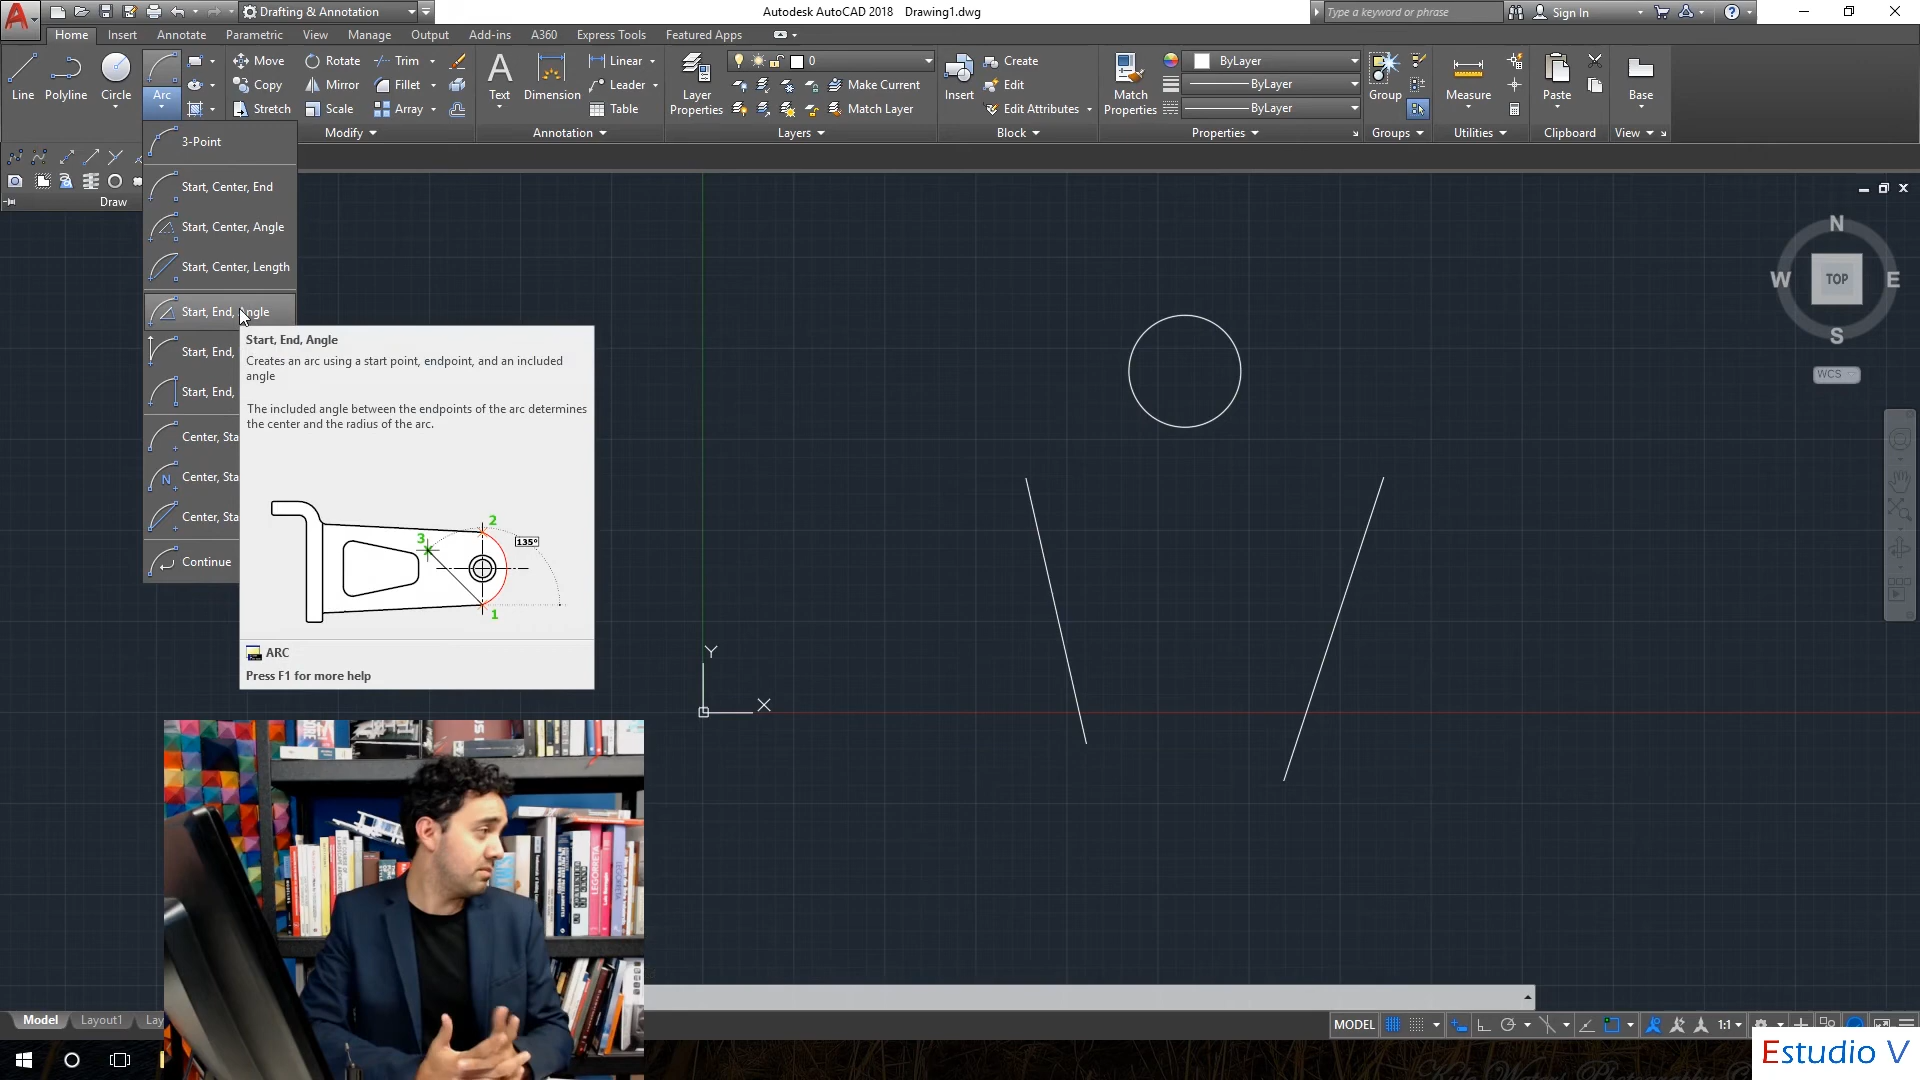 Drafting & Annotation
Autodesk AutoCAD 2018 Drawing1.dwg
Type a keyword or phrase
Sign In
Home Insert Annotate Parametric View Manage Output Add-ins A360 Express Tools Featured Apps
Line
Polyline
Circle
Arc
Move
Rotate
Trim
Copy
Mirror
Fillet
Stretch
Scale
Array
Modify
Text
Dimension
Linear
Leader
Table
Annotation
Layer
Properties
0
Make Current
Match Layer
Layers
Insert
Create
Edit
Edit Attributes
Block
Match
Properties
ByLayer
ByLayer
ByLayer
Properties
Group
Groups
Measure
Utilities
Paste
Clipboard
Base
View
Draw
3-Point
Start, Center, End
Start, Center, Angle
Start, Center, Length
Start, End, Angle
Start, End,
Start, End,
Center, Sta
Center, Sta
Center, Sta
Continue
Start, End, Angle
Creates an arc using a start point, endpoint, and an included
angle
The included angle between the endpoints of the arc determines
the center and the radius of the arc.
2
3
135°
1
ARC
Press F1 for more help
Y
X
N
W
TOP
E
S
WCS
LEGORRETA
Model Layout1 Lay
MODEL
1:1
Estudio V